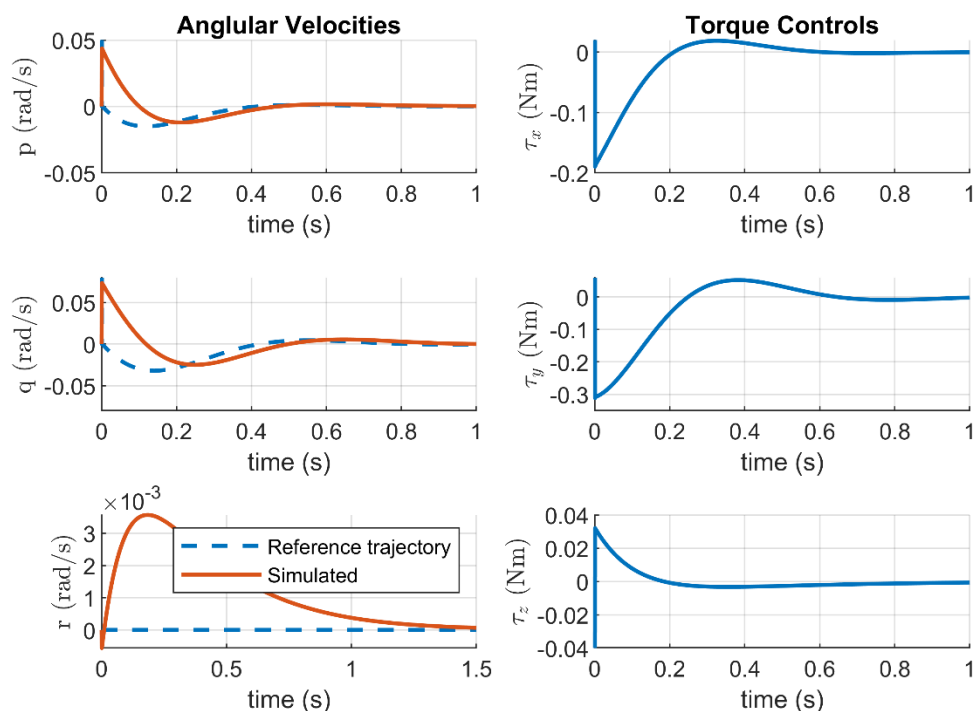 Anglular Velocities
p (rad/s)
0.05
0
-0.05
0 0.2 0.4 0.6 0.8 1
time (s)
Torque Controls
τx (Nm)
0
-0.1
-0.2
0 0.2 0.4 0.6 0.8 1
time (s)
q (rad/s)
0.05
0
-0.05
0 0.2 0.4 0.6 0.8 1
time (s)
τy (Nm)
0
-0.1
-0.2
-0.3
0 0.2 0.4 0.6 0.8 1
time (s)
×10-3
r (rad/s)
3
2
1
0
Reference trajectory
Simulated
0 0.5 1 1.5
time (s)
τz (Nm)
0.04
0.02
0
-0.02
-0.04
0 0.2 0.4 0.6 0.8 1
time (s)